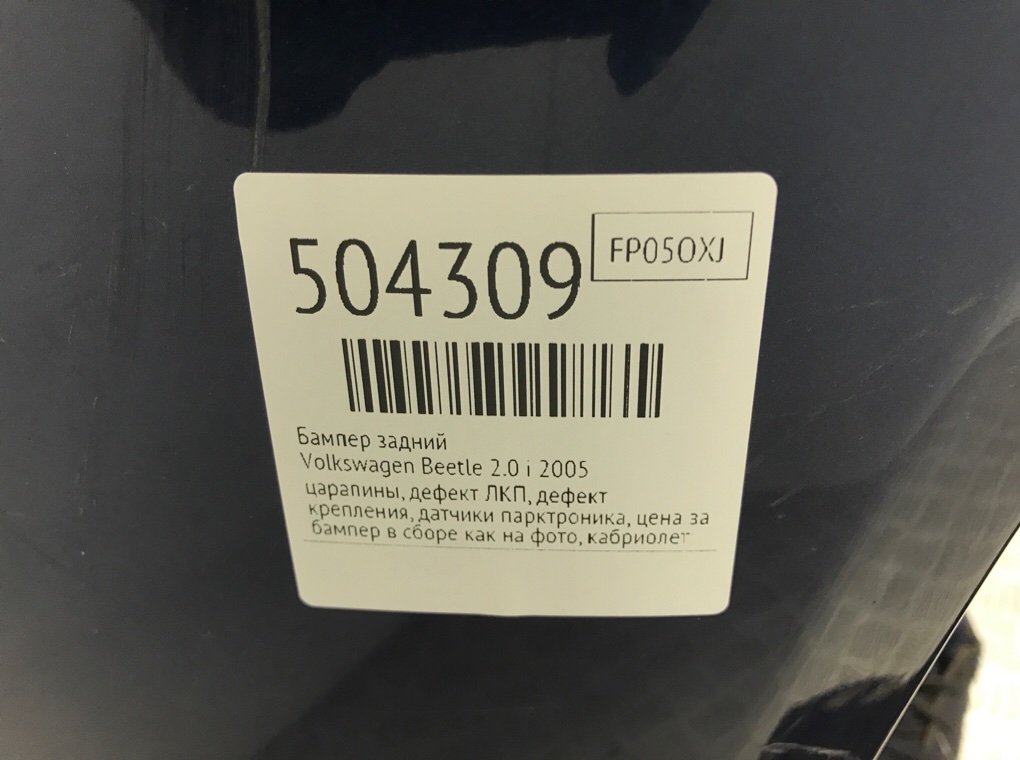 504309
FP05OXJ
Бампер задний
Volkswagen Beetle 2.0 i 2005
царапины, дефект ЛКП, дефект
крепления, датчики парктроника, цена за
бампер в сборе как на фото, кабриолет